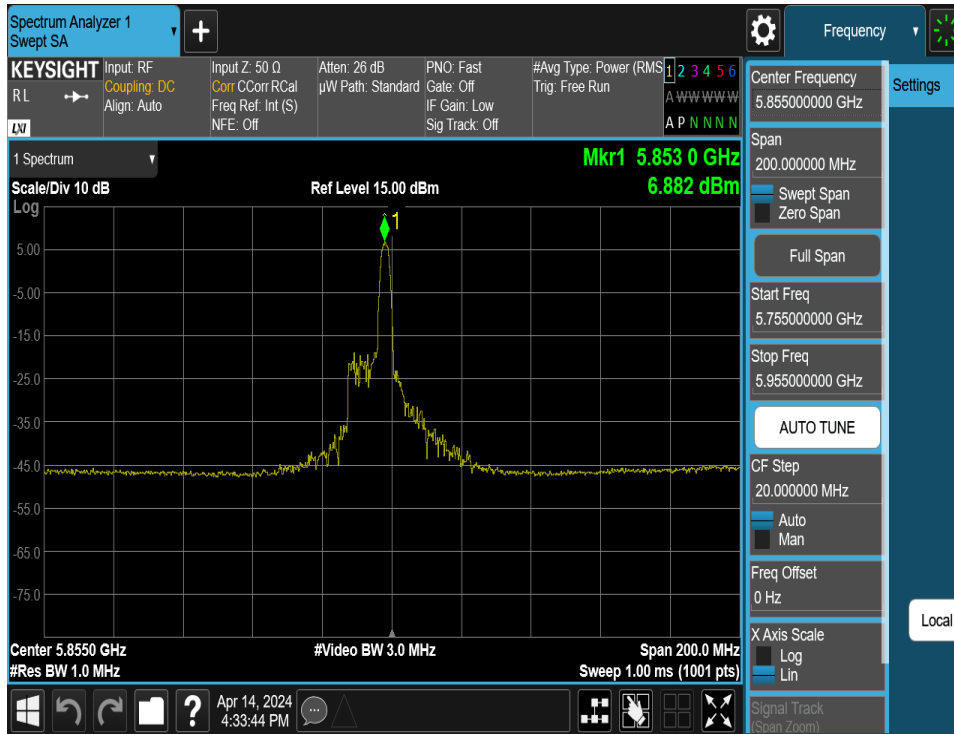 Spectrum Analyzer 1
Swept SA
+
Frequency
KEYSIGHT
R L
LXI
Input: RF
Coupling: DC
Align: Auto
Input Z: 50 Ω
Corr CCorr RCal
Freq Ref: Int (S)
NFE: Off
Atten: 26 dB
µW Path: Standard
PNO: Fast
Gate: Off
IF Gain: Low
Sig Track: Off
#Avg Type: Power (RMS
Trig: Free Run
1 2 3 4 5 6
A W W W W W
A P N N N N
1 Spectrum
Mkr1 5.853 0 GHz
6.882 dBm
Scale/Div 10 dB
Ref Level 15.00 dBm
Log
1
5.00
-5.00
-15.0
-25.0
-35.0
-45.0
-55.0
-65.0
-75.0
Center 5.8550 GHz
#Video BW 3.0 MHz
Span 200.0 MHz
#Res BW 1.0 MHz
Sweep 1.00 ms (1001 pts)
Center Frequency
5.855000000 GHz
Span
200.000000 MHz
Swept Span
Zero Span
Full Span
Start Freq
5.755000000 GHz
Stop Freq
5.955000000 GHz
AUTO TUNE
CF Step
20.000000 MHz
Auto
Man
Freq Offset
0 Hz
X Axis Scale
Log
Lin
Signal Track
(Span Zoom)
Settings
Local
?
Apr 14, 2024
4:33:44 PM